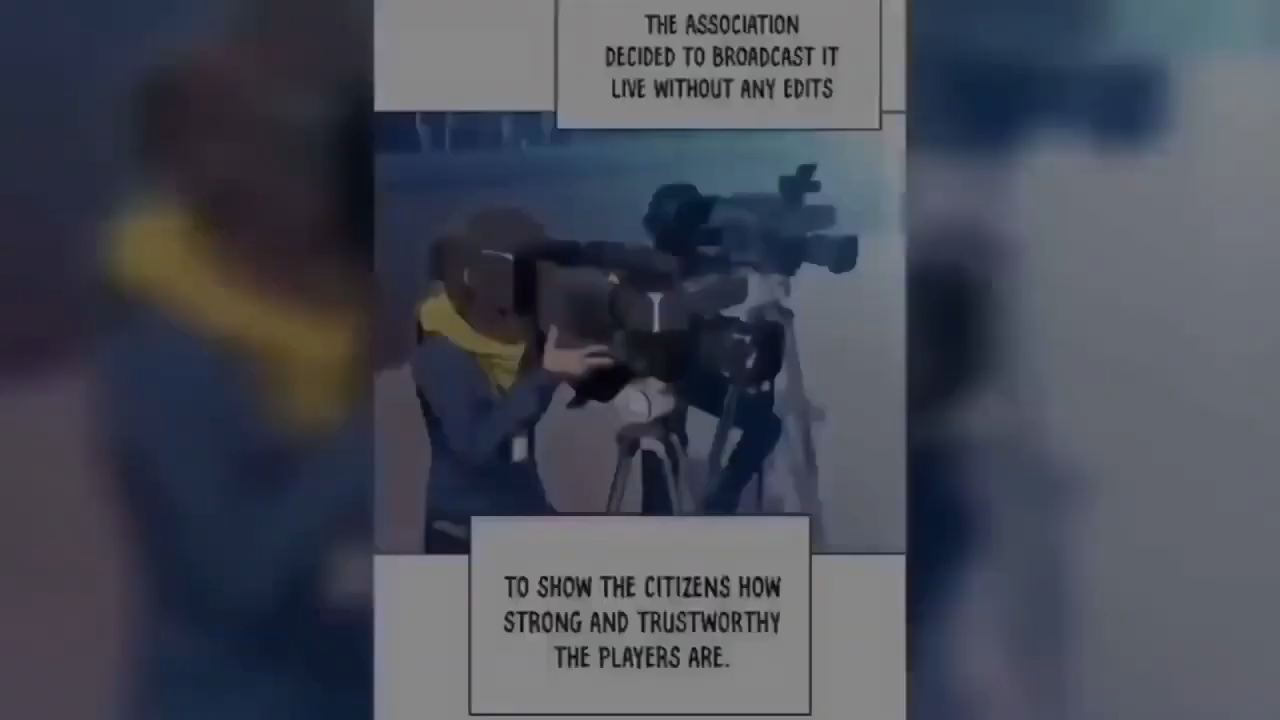 THE ASSOCIATION
DECIDED TO BROADCAST IT
LIVE WITHOUT ANY EDITS
TO SHOW THE CITIZENS HOW
STRONG AND TRUSTWORTHY
THE PLAYERS ARE.